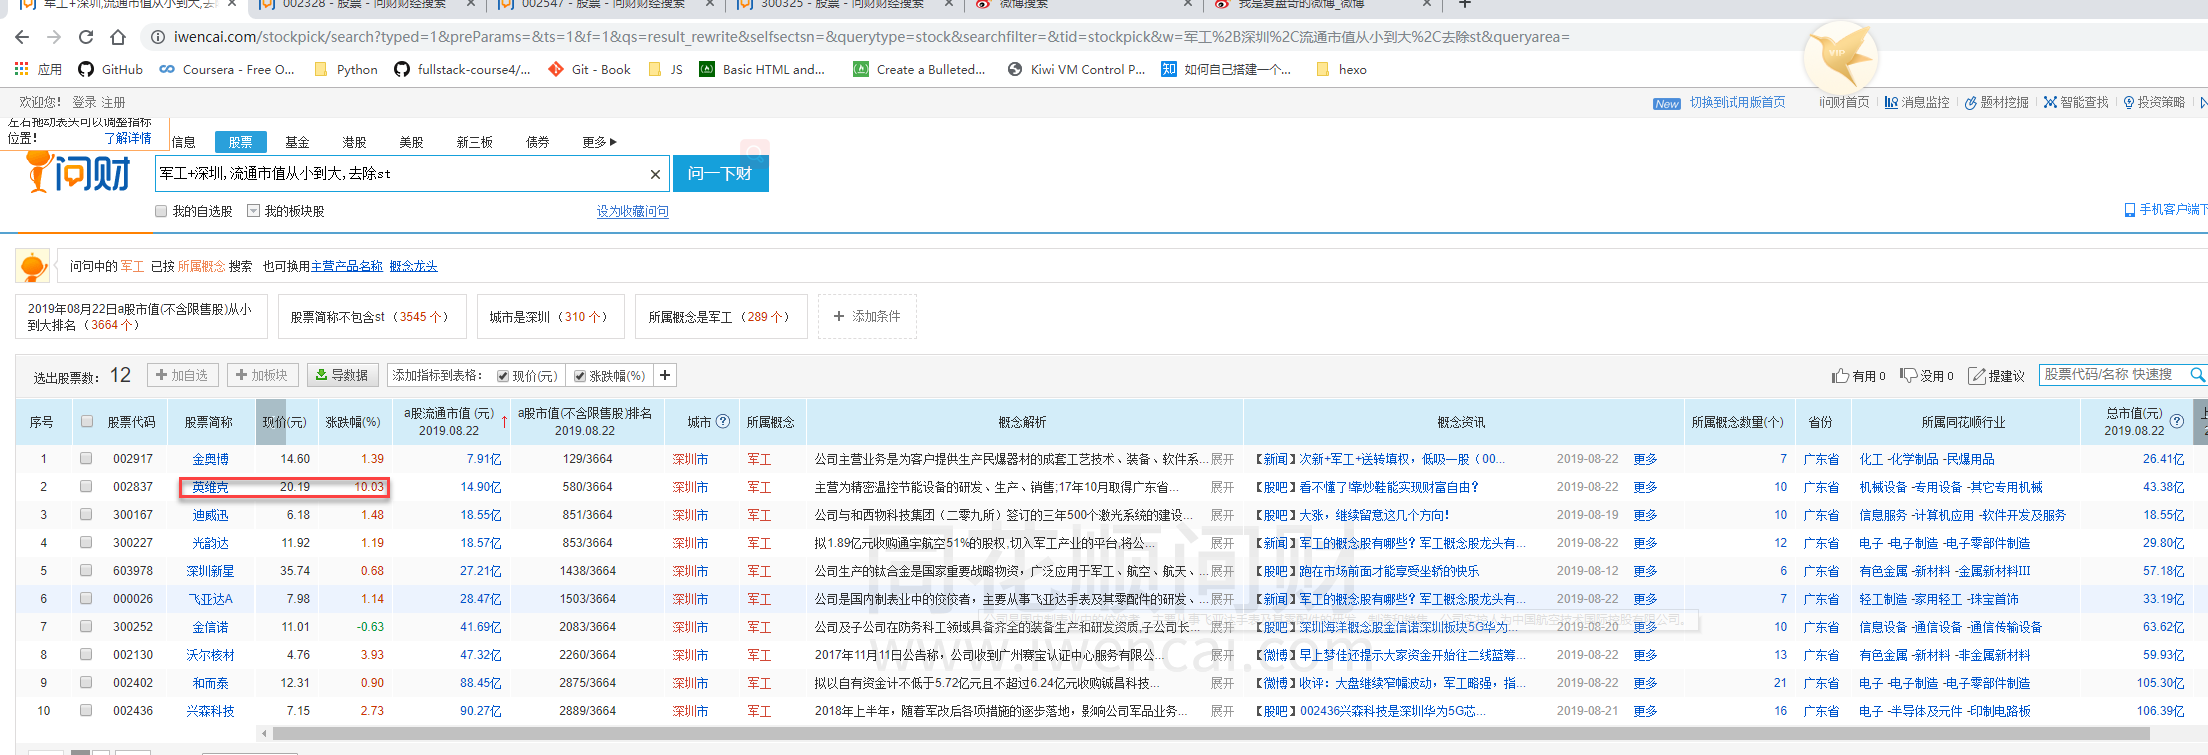 军工+深圳,流通市值从小到大,去 002328 - 股票 - 问财财经搜索 002547 - 股票 - 问财财经搜索 300325 - 股票 - 问财财经搜索 微博搜索 我是爱盘哥的微博_微博
iwencai.com/stockpick/search?typed=1&preParams=&ts=1&f=1&qs=result_rewrite&selfsectsn=&querytype=stock&searchfilter=&tid=stockpick&w=军工%2B深圳%2C流通市值从小到大%2C去除st&queryarea=
应用 GitHub Coursera - Free O... Python fullstack-course4/... Git - Book JS Basic HTML and... Create a Bulleted... Kiwi VM Control P... 知 如何自己搭建一个... hexo
VIP
欢迎您! 登录 注册 New 切换到试用版首页 i问财首页 消息监控 题材挖掘 智能查找 投资策略
左右拖动表头可以调整指标
位置! 了解详情
信息 股票 基金 港股 美股 新三板 债券 更多
问财 军工+深圳,流通市值从小到大,去除st × 问一下财
我的自选股 我的板块股 设为收藏问句 手机客户端下
问句中的 军工 已按 所属概念 搜索 也可换用主营产品名称 概念龙头
2019年08月22日a股市值(不含限售股)从小
到大排名（3664 个）
股票简称不包含st（3545 个）
城市是深圳（310 个）
所属概念是军工（289 个）
+ 添加条件
选出股票数: 12 + 加自选 + 加板块 导数据 添加指标到表格: 现价(元) 涨跌幅(%) + 有用 0 没用 0 提建议 股票代码/名称 快速搜
序号 股票代码 股票简称 现价(元) 涨跌幅(%) a股流通市值 (元) 2019.08.22 ↑ a股市值(不含限售股)排名 2019.08.22 城市 所属概念 概念解析 概念资讯 所属概念数量(个) 省份 所属同花顺行业 总市值(元) 2019.08.22
1 002917 金奥博 14.60 1.39 7.91亿 129/3664 深圳市 军工 公司主营业务是为客户提供生产民爆器材的成套工艺技术、装备、软件系... 展开 【新闻】次新+军工+送转填权，低吸一股（00... 2019-08-22 更多 7 广东省 化工 -化学制品 -民爆用品 26.41亿
2 002837 英维克 20.19 10.03 14.90亿 580/3664 深圳市 军工 主营为精密温控节能设备的研发、生产、销售;17年10月取得广东省... 展开 【股吧】看不懂了!靠炒鞋能实现财富自由? 2019-08-22 更多 10 广东省 机械设备 -专用设备 -其它专用机械 43.38亿
3 300167 迪威迅 6.18 1.48 18.55亿 851/3664 深圳市 军工 公司与和西物科技集团（二零九所）签订的三年500个激光系统的建设... 展开 【股吧】大涨，继续留意这几个方向! 2019-08-19 更多 10 广东省 信息服务 -计算机应用 -软件开发及服务 18.55亿
4 300227 光韵达 11.92 1.19 18.57亿 853/3664 深圳市 军工 拟1.89亿元收购通宇航空51%的股权,切入军工产业的平台,将公... 展开 【新闻】军工的概念股有哪些? 军工概念股龙头有... 2019-08-22 更多 12 广东省 电子 -电子制造 -电子零部件制造 29.80亿
5 603978 深圳新星 35.74 0.68 27.21亿 1438/3664 深圳市 军工 公司生产的钛合金是国家重要战略物资，广泛应用于军工、航空、航天、... 展开 【股吧】跑在市场前面才能享受坐轿的快乐 2019-08-12 更多 6 广东省 有色金属 -新材料 -金属新材料III 57.18亿
6 000026 飞亚达A 7.98 1.14 28.47亿 1503/3664 深圳市 军工 公司是国内制表业中的佼佼者，主要从事飞亚达手表及其零配件的研发、... 展开 【新闻】军工的概念股有哪些? 军工概念股龙头有... 2019-08-22 更多 7 广东省 轻工制造 -家用轻工 -珠宝首饰 33.19亿
7 300252 金信诺 11.01 -0.63 41.69亿 2083/3664 深圳市 军工 公司及子公司在防务科工领域具备齐全的装备生产和研发资质,子公司长... 展开 【股吧】深圳海洋概念股金信诺深圳板块5G华为... 2019-08-20 更多 10 广东省 信息设备 -通信设备 -通信传输设备 63.62亿
8 002130 沃尔核材 4.76 3.93 47.32亿 2260/3664 深圳市 军工 2017年11月11日公告称，公司收到广州赛宝认证中心服务有限公... 展开 【微博】早上梦佳还提示大家资金开始往二线蓝筹... 2019-08-22 更多 13 广东省 有色金属 -新材料 -非金属新材料 59.93亿
9 002402 和而泰 12.31 0.90 88.45亿 2875/3664 深圳市 军工 拟以自有资金计不低于5.72亿元且不超过6.24亿元收购铖昌科技... 展开 【微博】收评：大盘继续窄幅波动，军工略强，指... 2019-08-22 更多 21 广东省 电子 -电子制造 -电子零部件制造 105.30亿
10 002436 兴森科技 7.15 2.73 90.27亿 2889/3664 深圳市 军工 2018年上半年，随着军改后各项措施的逐步落地，影响公司军品业务... 展开 【股吧】002436兴森科技是深圳华为5G芯... 2019-08-21 更多 16 广东省 电子 -半导体及元件 -印制电路板 106.39亿
同花顺问财
www.iwencai.com